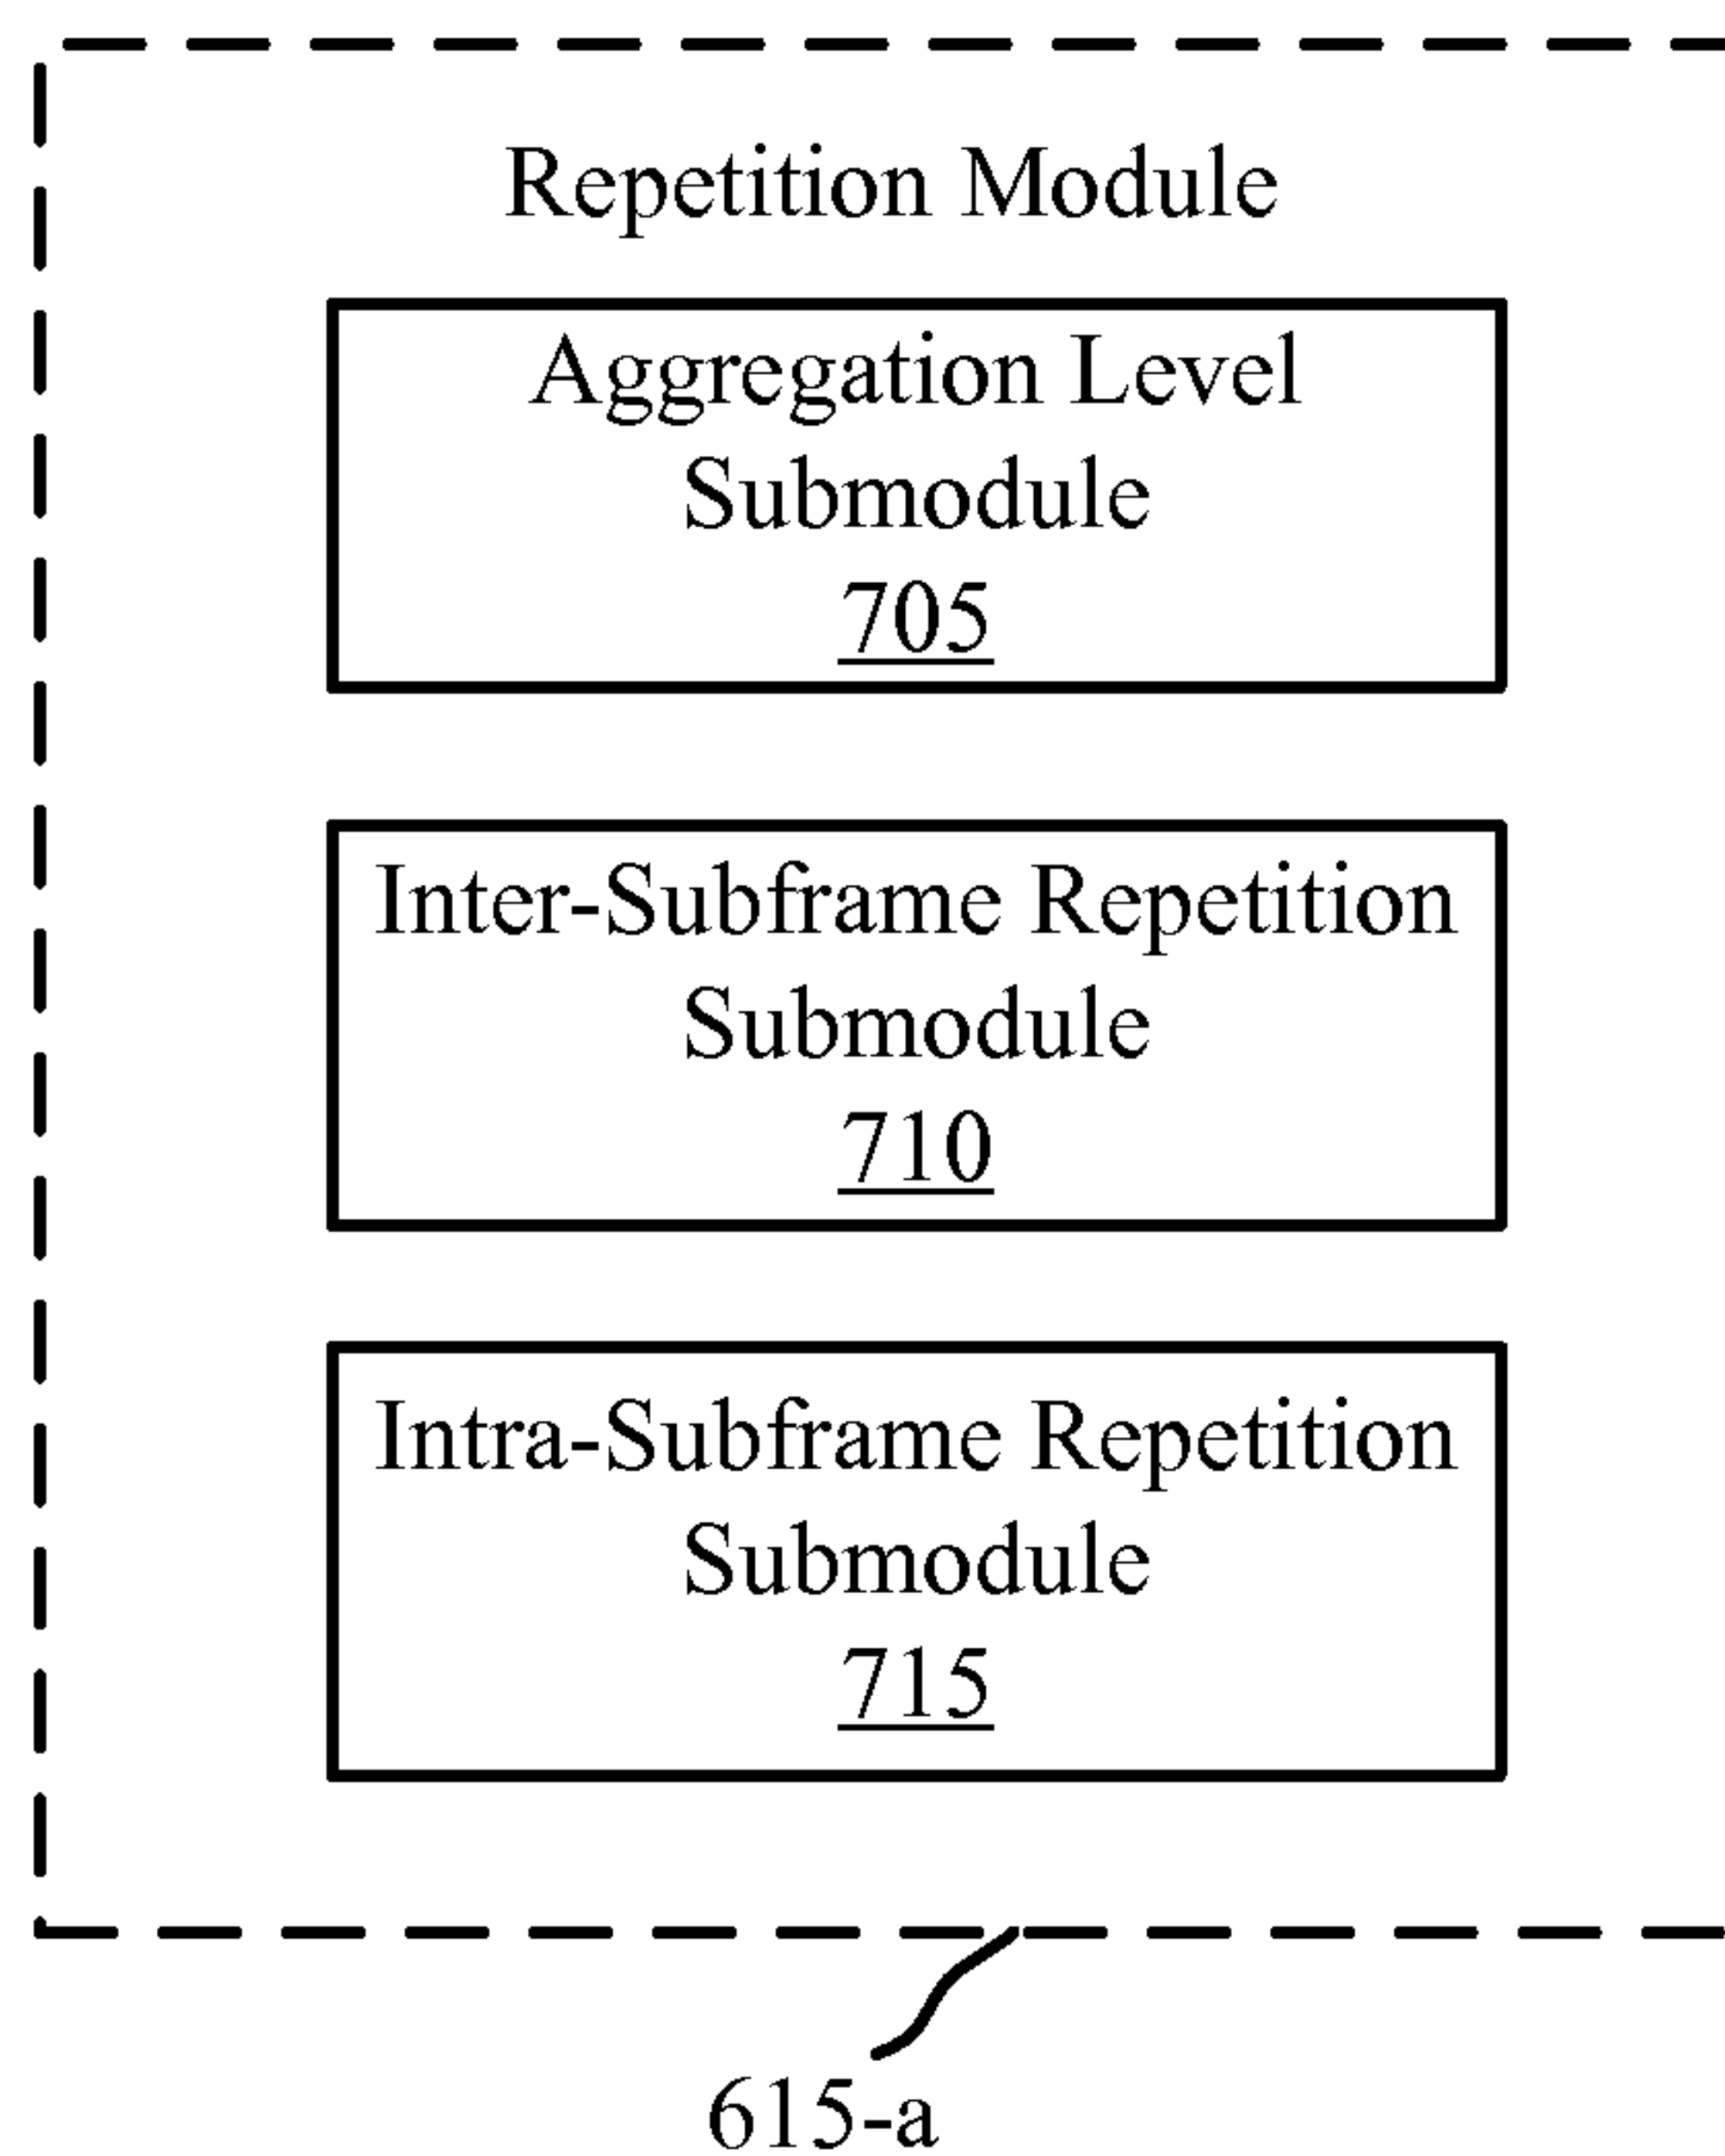 Repetition Module
Aggregation Level
Submodule
705
Inter-Subframe Repetition
Submodule
710
Intra-Subframe Repetition
Submodule
715
615-a